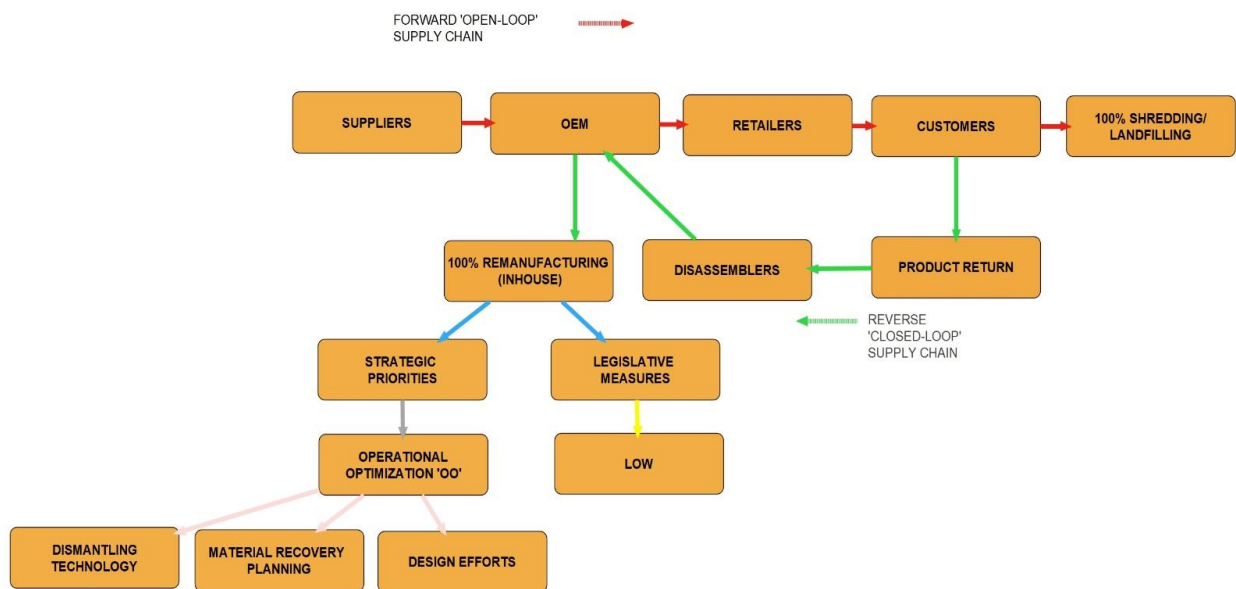 FORWARD 'OPEN-LOOP'
SUPPLY CHAIN
SUPPLIERS
OEM
RETAILERS
CUSTOMERS
100% SHREDDING/
LANDFILLING
100% REMANUFACTURING
(INHOUSE)
DISASSEMBLERS
PRODUCT RETURN
REVERSE
'CLOSED-LOOP'
SUPPLY CHAIN
STRATEGIC
PRIORITIES
LEGISLATIVE
MEASURES
OPERATIONAL
OPTIMIZATION 'OO'
LOW
DISMANTLING
TECHNOLOGY
MATERIAL RECOVERY
PLANNING
DESIGN EFFORTS